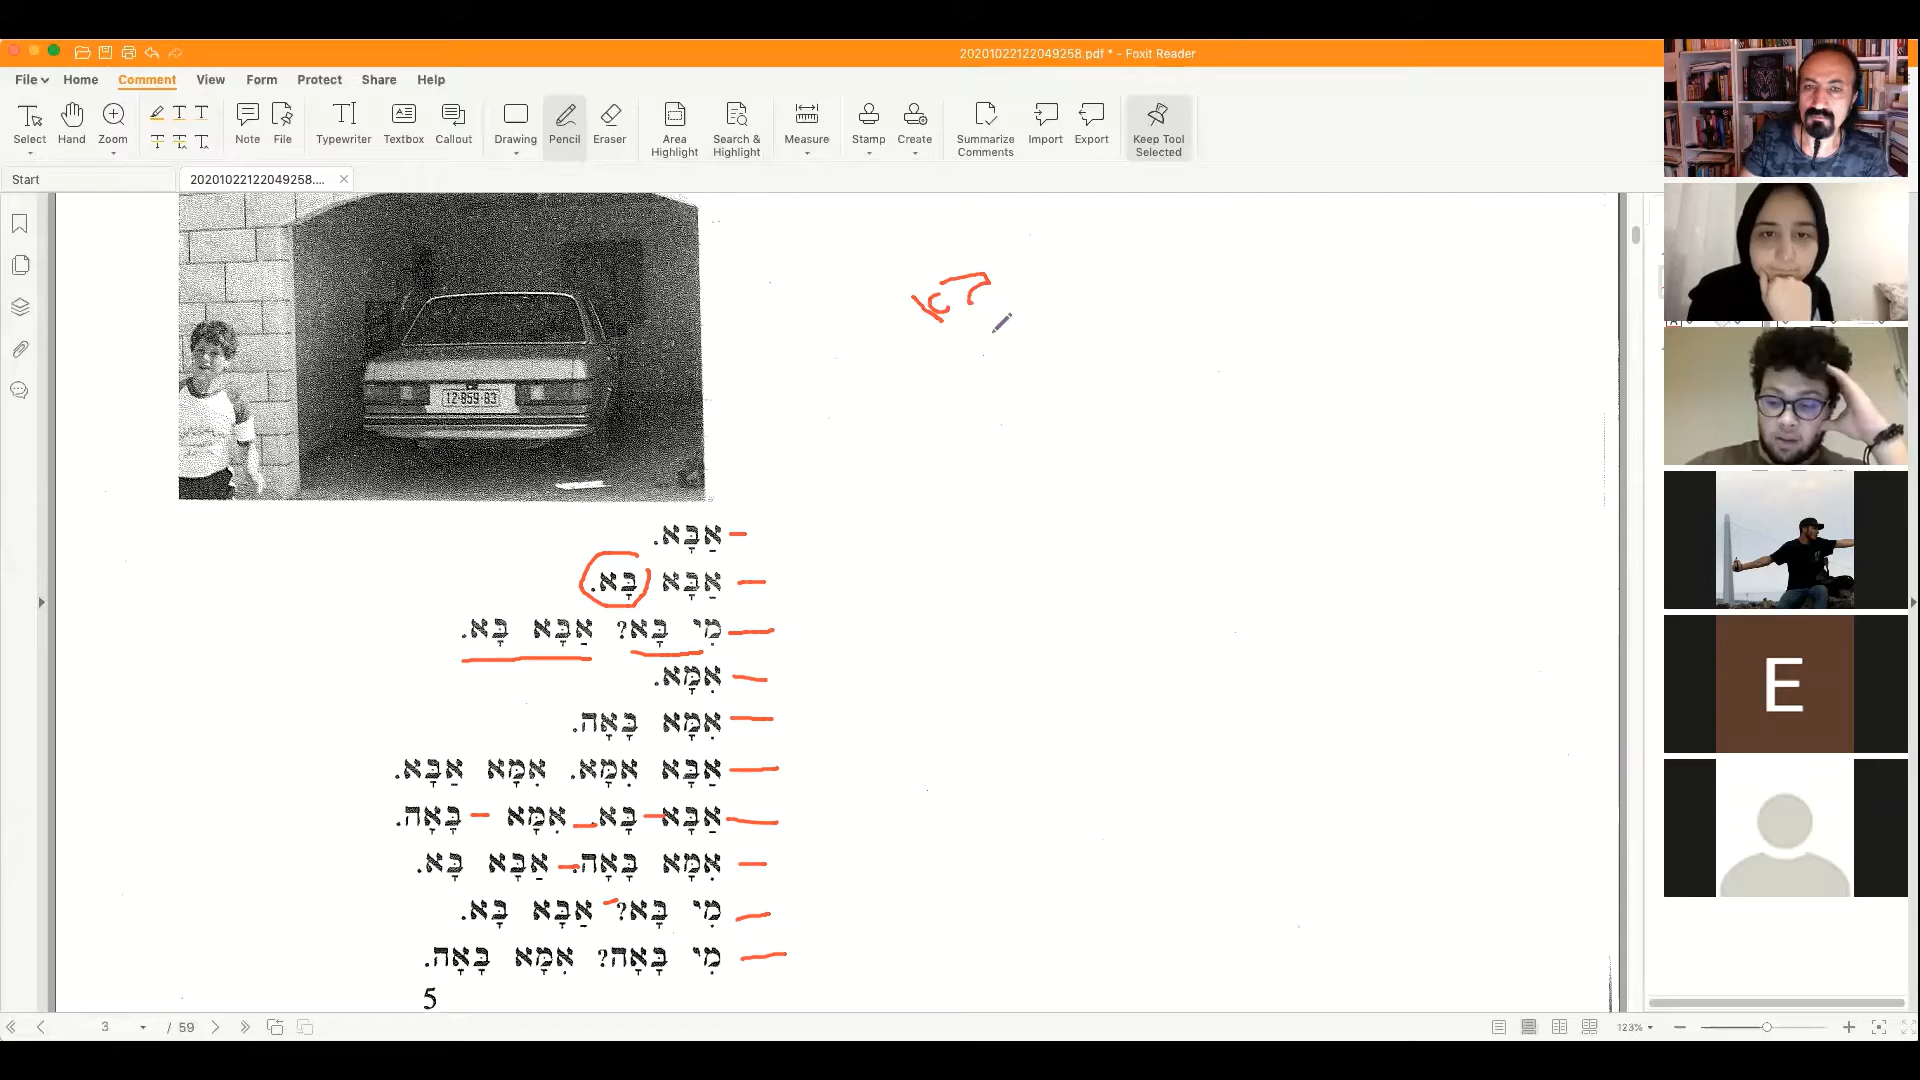 20201022122049258.pdf * - Foxit Reader
File Home Comment View Form Protect Share Help
Select Hand Zoom Note File Typewriter Textbox Callout Drawing Pencil Eraser Area Highlight Search & Highlight Measure Stamp Create Summarize Comments Import Export Keep Tool Selected
Start 20201022122049258....
12-859-83
אַבָּא.
אַבָּא בָּא.
מִי בָּא? אַבָּא בָּא.
אִמָּא.
אִמָּא בָּאָה.
אַבָּא אִמָּא. אִמָּא אַבָּא.
אַבָּא בָּא. אִמָּא בָּאָה.
אִמָּא בָּאָה. אַבָּא בָּא.
מִי בָּא? אַבָּא בָּא.
מִי בָּאָה? אִמָּא בָּאָה.
5
E
3 / 59 123%